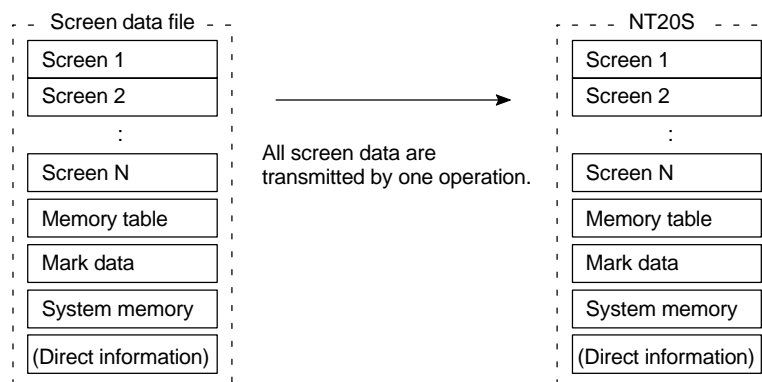 Screen data file
Screen 1
Screen 2
:
Screen N
Memory table
Mark data
System memory
(Direct information)
All screen data are
transmitted by one operation.
NT20S
Screen 1
Screen 2
:
Screen N
Memory table
Mark data
System memory
(Direct information)